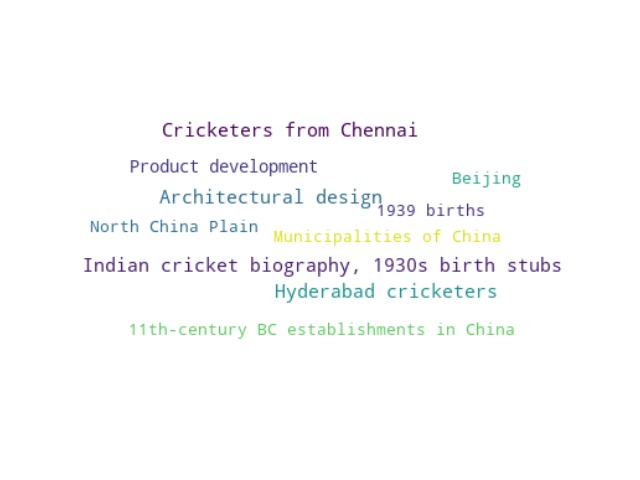 Cricketers from Chennai
Product development
Beijing
Architectural design
1939 births
North China Plain
Municipalities of China
Indian cricket biography, 1930s birth stubs
Hyderabad cricketers
11th-century BC establishments in China